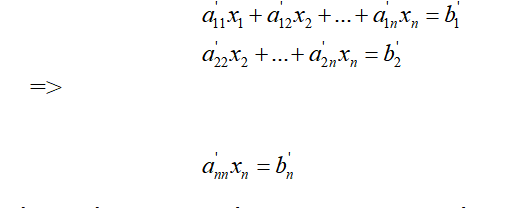 a'₁₁x₁ + a'₁₂x₂ + ... + a'₁ₙxₙ = b'₁
a'₂₂x₂ + ... + a'₂ₙxₙ = b'₂
=>
a'ₙₙxₙ = b'ₙ